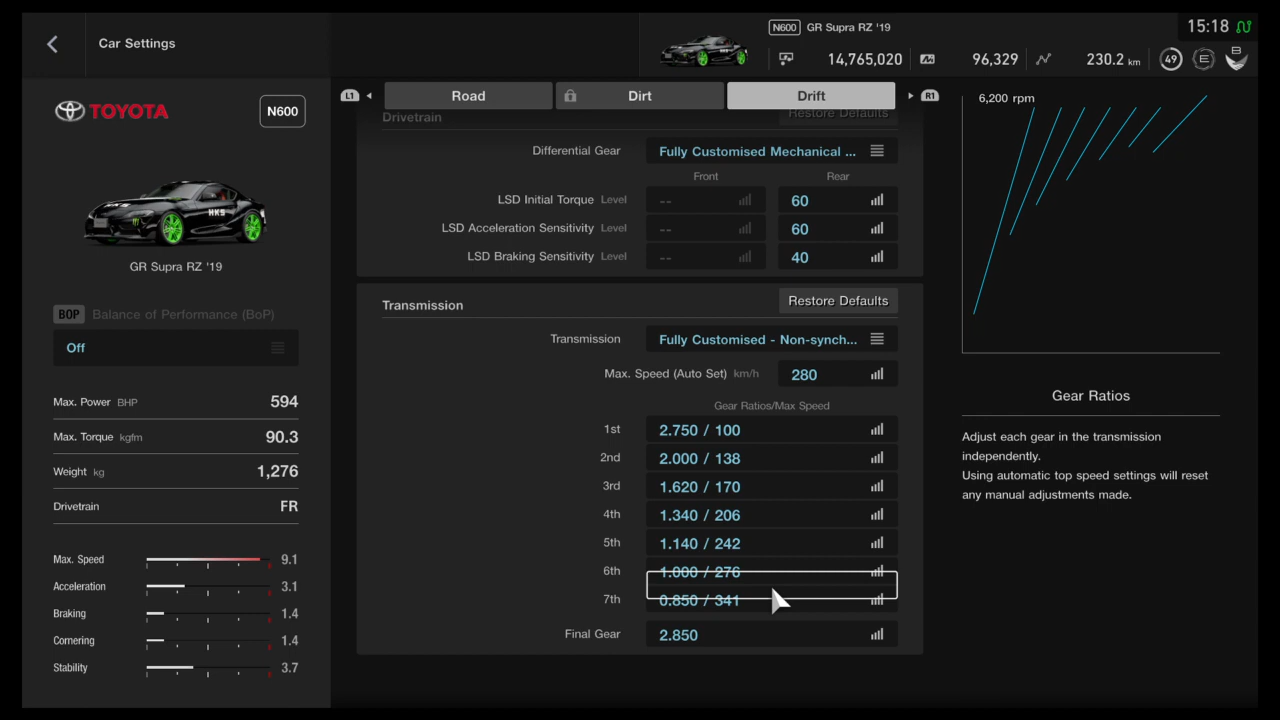 Car Settings
N600 GR Supra RZ '19
15:18
14,765,020
96,329
230.2 km
49
E
B
TOYOTA
N600
HKS
GR Supra RZ '19
BOP Balance of Performance (BoP)
Off
Max. Power BHP 594
Max. Torque kgfm 90.3
Weight kg 1,276
Drivetrain FR
Max. Speed 9.1
Acceleration 3.1
Braking 1.4
Cornering 1.4
Stability 3.7
L1 Road Dirt Drift R1
Drivetrain Restore Defaults
Differential Gear Fully Customised Mechanical ...
Front Rear
LSD Initial Torque Level -- 60
LSD Acceleration Sensitivity Level -- 60
LSD Braking Sensitivity Level -- 40
Transmission Restore Defaults
Transmission Fully Customised - Non-synch...
Max. Speed (Auto Set) km/h 280
Gear Ratios/Max Speed
1st 2.750 / 100
2nd 2.000 / 138
3rd 1.620 / 170
4th 1.340 / 206
5th 1.140 / 242
6th 1.000 / 276
7th 0.850 / 341
Final Gear 2.850
6,200 rpm
Gear Ratios
Adjust each gear in the transmission
independently.
Using automatic top speed settings will reset
any manual adjustments made.